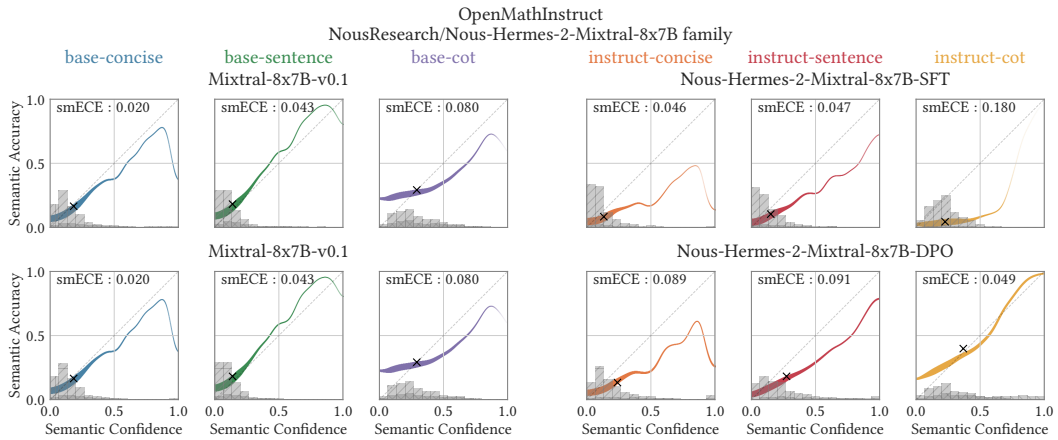 OpenMathInstruct
NousResearch/Nous-Hermes-2-Mixtral-8x7B family
base-concise base-sentence base-cot instruct-concise instruct-sentence instruct-cot
Mixtral-8x7B-v0.1 Nous-Hermes-2-Mixtral-8x7B-SFT
smECE : 0.020 smECE : 0.043 smECE : 0.080 smECE : 0.046 smECE : 0.047 smECE : 0.180
Semantic Accuracy
1.0
0.5
0.0
Mixtral-8x7B-v0.1 Nous-Hermes-2-Mixtral-8x7B-DPO
smECE : 0.020 smECE : 0.043 smECE : 0.080 smECE : 0.089 smECE : 0.091 smECE : 0.049
Semantic Accuracy
1.0
0.5
0.0
0.0 0.5 1.0 0.0 0.5 1.0 0.0 0.5 1.0 0.0 0.5 1.0 0.0 0.5 1.0 0.0 0.5 1.0
Semantic Confidence Semantic Confidence Semantic Confidence Semantic Confidence Semantic Confidence Semantic Confidence